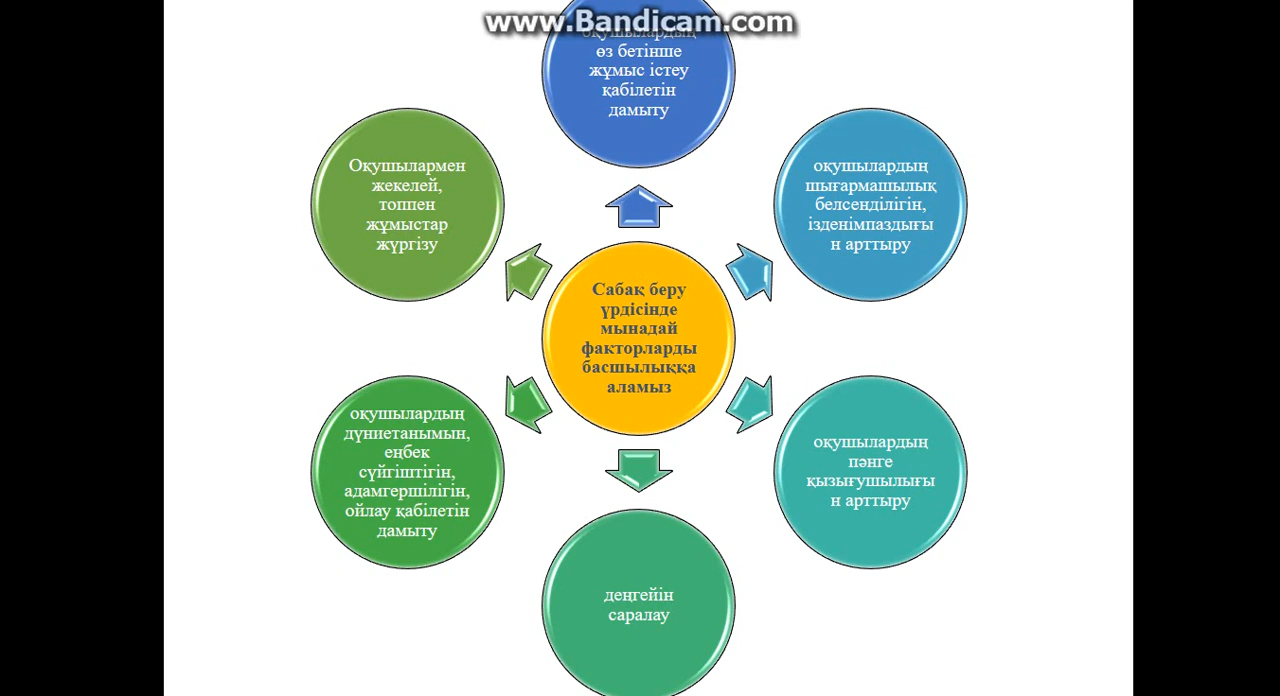 www.Bandicam.com
оқушылардың
өз бетінше
жұмыс істеу
қабілетін
дамыту
оқушылардың
шығармашылық
белсенділігін,
ізденімпаздығы
н арттыру
оқушылардың
пәнге
қызығушылығы
н арттыру
деңгейін
саралау
оқушылардың
дүниетанымын,
еңбек
сүйгіштігін,
адамгершілігін,
ойлау қабілетін
дамыту
Оқушылармен
жекелей,
топпен
жұмыстар
жүргізу
Сабақ беру
үрдісінде
мынадай
факторларды
басшылыққа
аламыз